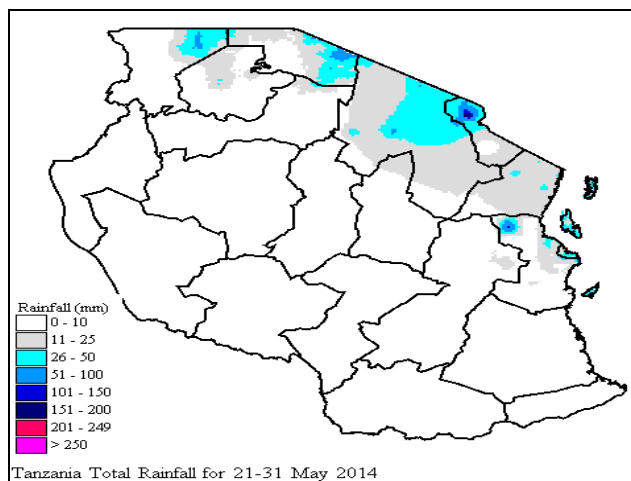 Rainfall (mm)
0 - 10
11 - 25
26 - 50
51 - 100
101 - 150
151 - 200
201 - 249
> 250
Tanzania Total Rainfall for 21-31 May 2014